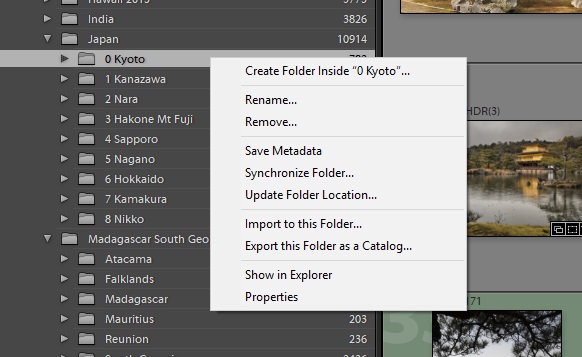 Hawaii 2015
India 3826
Japan 10914
0 Kyoto
1 Kanazawa
2 Nara
3 Hakone Mt Fuji
4 Sapporo
5 Nagano
6 Hokkaido
7 Kamakura
8 Nikko
Madagascar South Geo
Atacama
Falklands
Madagascar
Mauritius 203
Reunion 236
Create Folder Inside “0 Kyoto”...
Rename...
Remove...
Save Metadata
Synchronize Folder...
Update Folder Location...
Import to this Folder...
Export this Folder as a Catalog...
Show in Explorer
Properties
HDR(3)
171